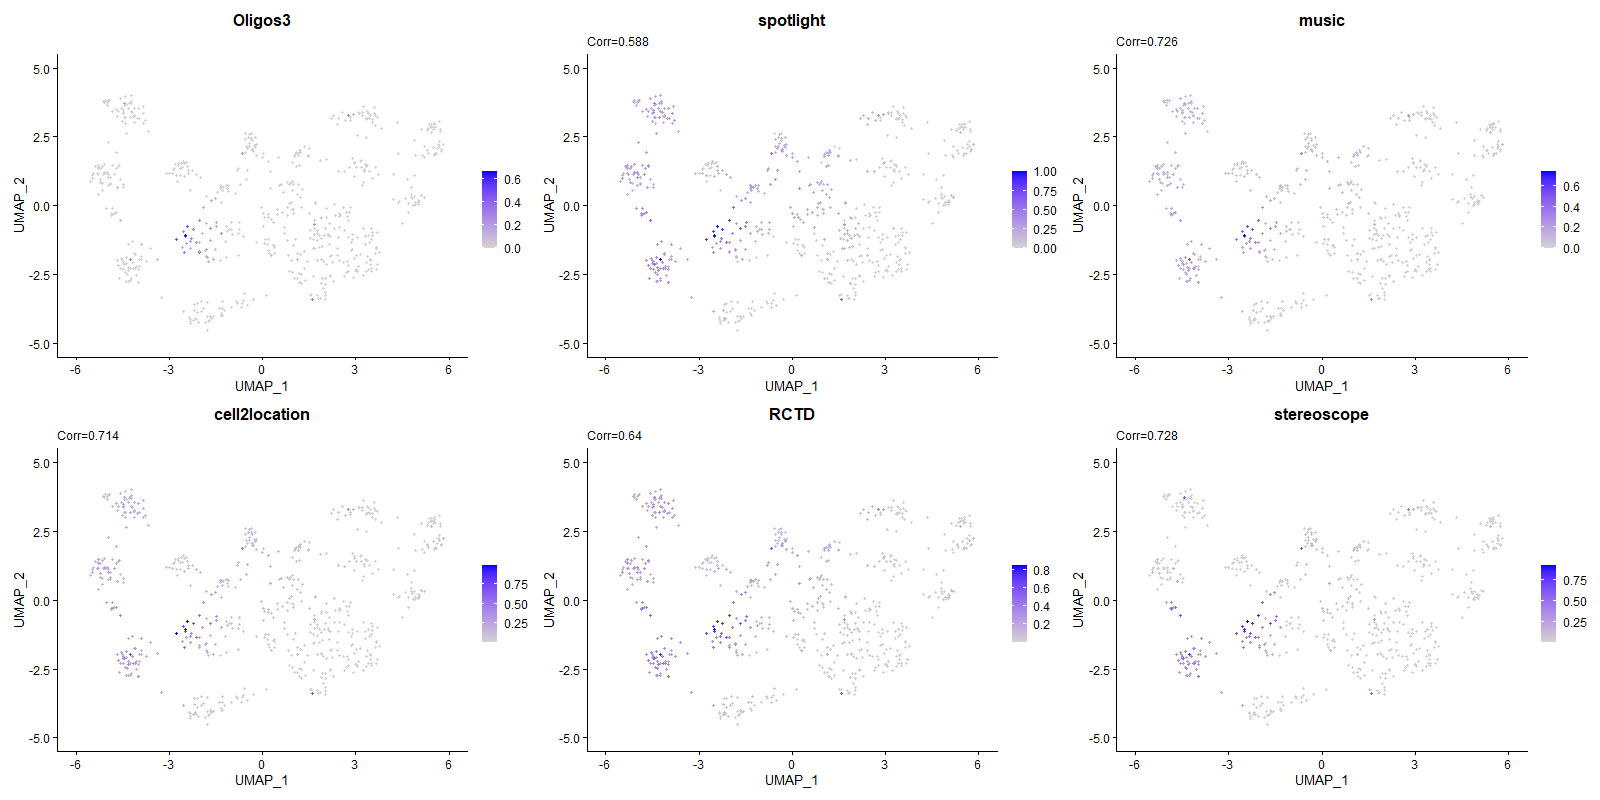 Oligos3
5.0
2.5
0.0
-2.5
-5.0
UMAP_2
-6 -3 0 3 6
UMAP_1
0.6
0.4
0.2
0.0
spotlight
Corr=0.588
5.0
2.5
0.0
-2.5
-5.0
UMAP_2
-6 -3 0 3 6
UMAP_1
1.00
0.75
0.50
0.25
0.00
music
Corr=0.726
5.0
2.5
0.0
-2.5
-5.0
UMAP_2
-6 -3 0 3 6
UMAP_1
0.6
0.4
0.2
0.0
cell2location
Corr=0.714
5.0
2.5
0.0
-2.5
-5.0
UMAP_2
-6 -3 0 3 6
UMAP_1
0.75
0.50
0.25
RCTD
Corr=0.64
5.0
2.5
0.0
-2.5
-5.0
UMAP_2
-6 -3 0 3 6
UMAP_1
0.8
0.6
0.4
0.2
stereoscope
Corr=0.728
5.0
2.5
0.0
-2.5
-5.0
UMAP_2
-6 -3 0 3 6
UMAP_1
0.75
0.50
0.25